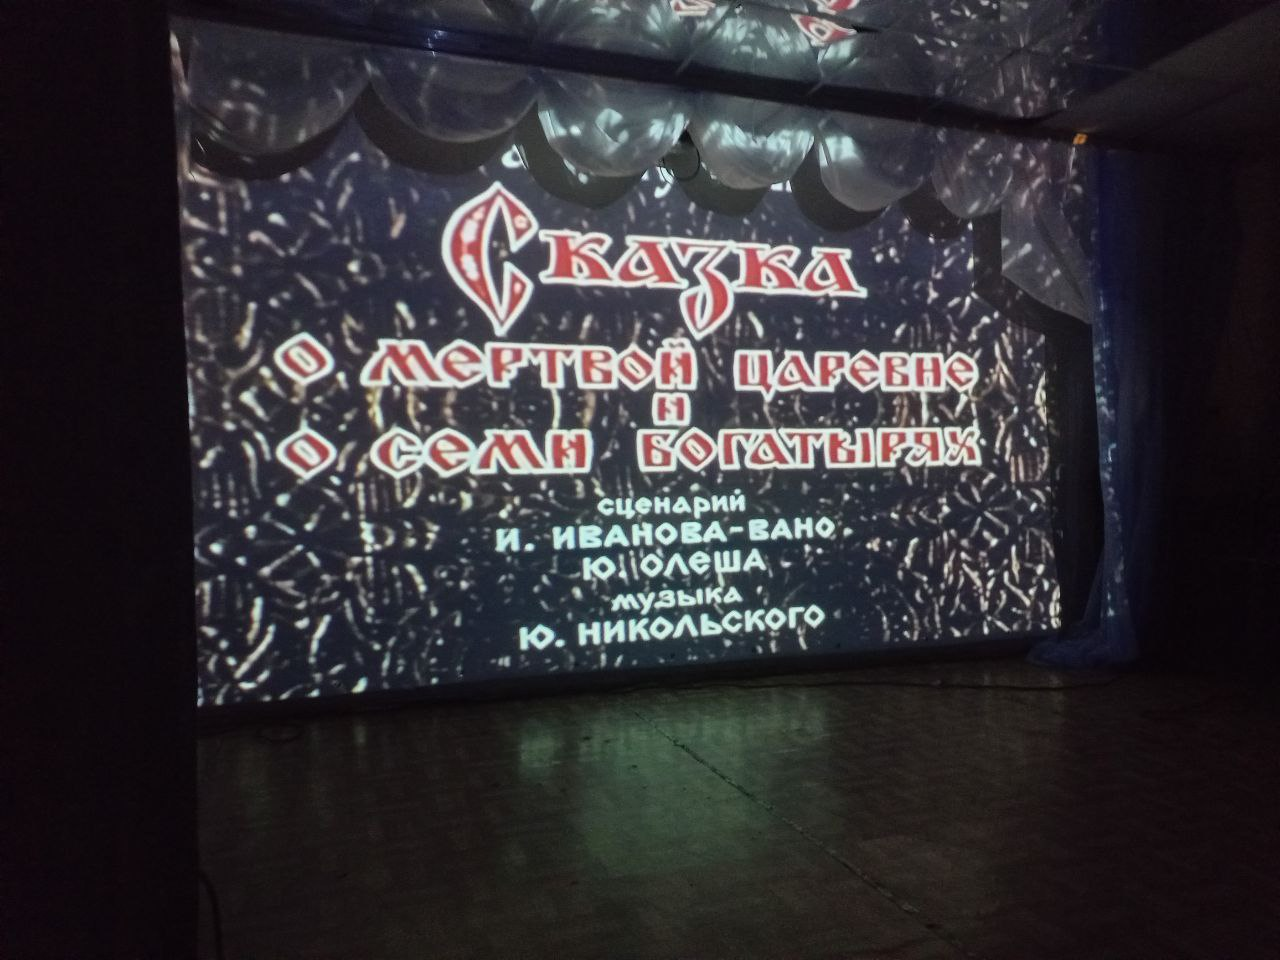 Сказка
о мертвой царевне
и
о семи богатырях
сценарий
И. ИВАНОВА-ВАНО
Ю. ОЛЕША
музыка
Ю. НИКОЛЬСКОГО